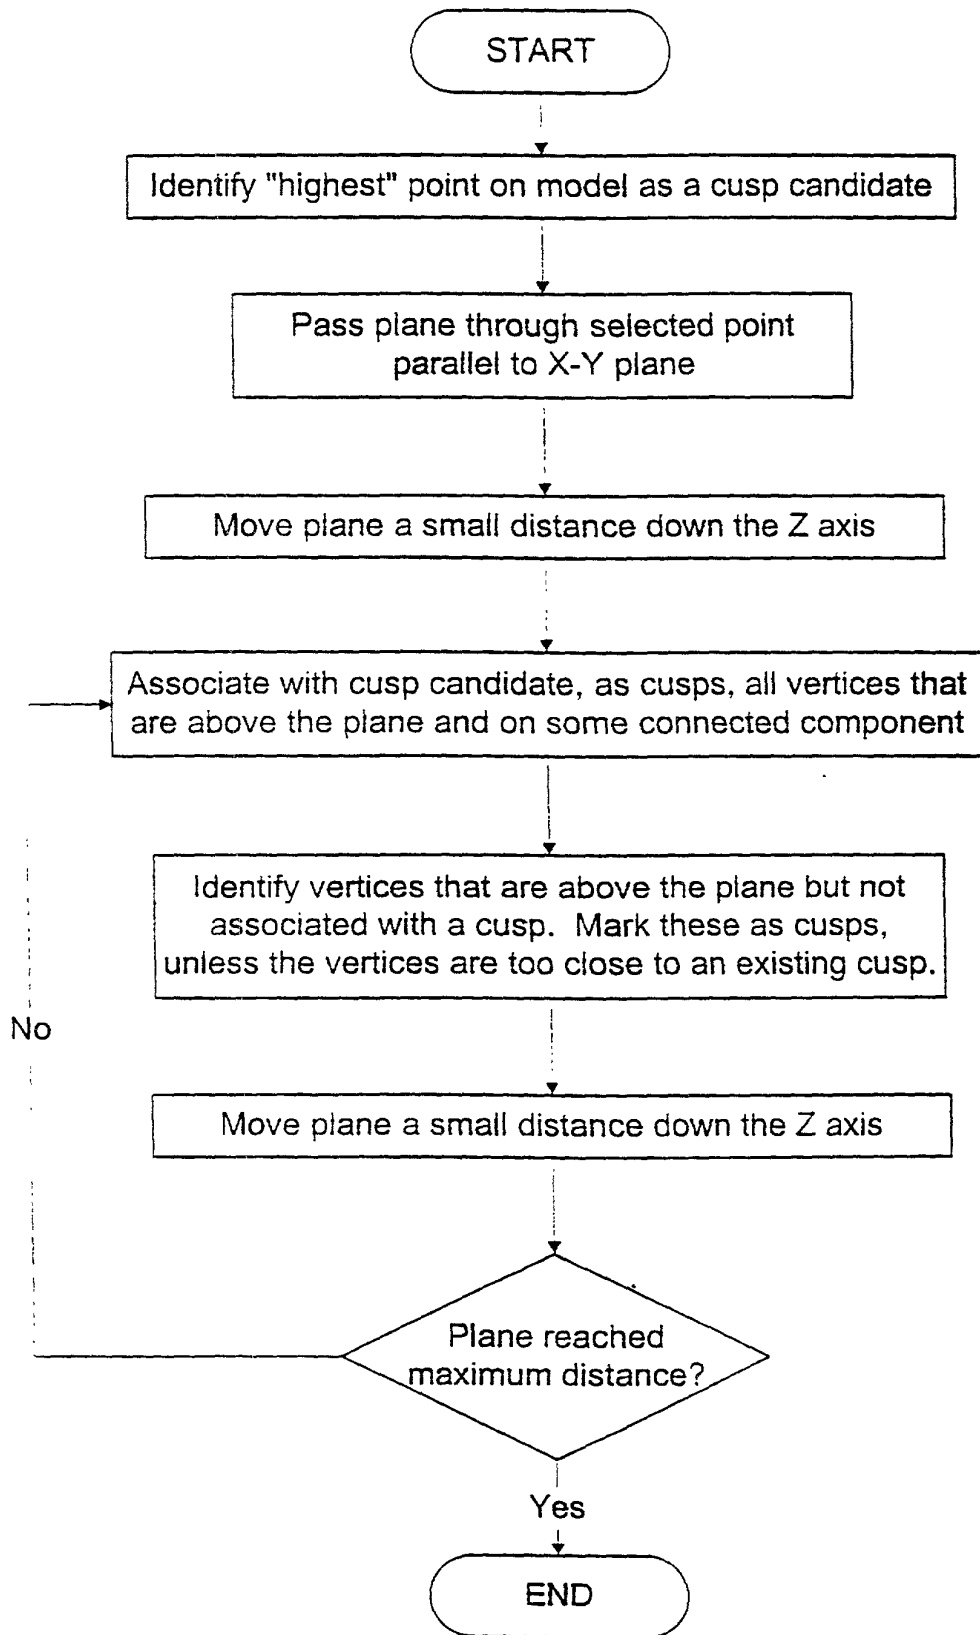 START
Identify "highest" point on model as a cusp candidate
Pass plane through selected point
parallel to X-Y plane
Move plane a small distance down the Z axis
Associate with cusp candidate, as cusps, all vertices that
are above the plane and on some connected component
Identify vertices that are above the plane but not
associated with a cusp. Mark these as cusps,
unless the vertices are too close to an existing cusp.
No
Move plane a small distance down the Z axis
Plane reached
maximum distance?
Yes
END